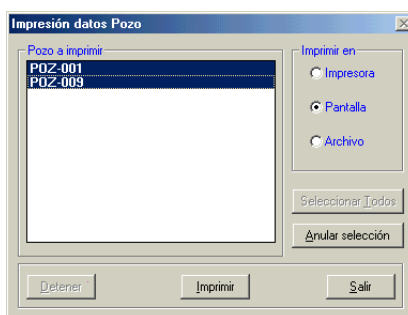 Impresión datos Pozo
Pozo a imprimir
POZ-001
POZ-009
Imprimir en
Impresora
Pantalla
Archivo
Seleccionar Todos
Anular selección
Detener
Imprimir
Salir